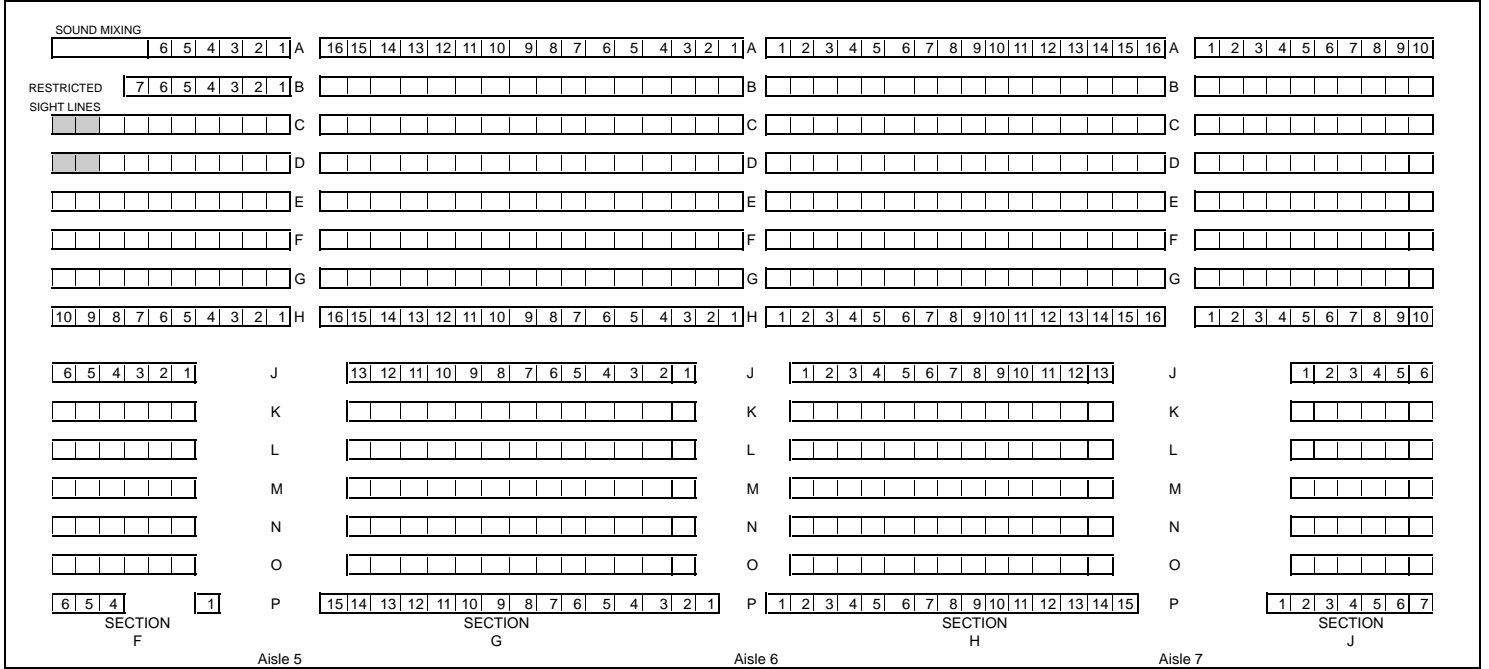 SOUND MIXING
6 5 4 3 2 1 A 16 15 14 13 12 11 10 9 8 7 6 5 4 3 2 1 A 1 2 3 4 5 6 7 8 9 10 11 12 13 14 15 16 A 1 2 3 4 5 6 7 8 9 10
RESTRICTED 7 6 5 4 3 2 1 B B B
SIGHT LINES
C C C
D D D
E E E
F F F
G G G
10 9 8 7 6 5 4 3 2 1 H 16 15 14 13 12 11 10 9 8 7 6 5 4 3 2 1 H 1 2 3 4 5 6 7 8 9 10 11 12 13 14 15 16 1 2 3 4 5 6 7 8 9 10
6 5 4 3 2 1 J 13 12 11 10 9 8 7 6 5 4 3 2 1 J 1 2 3 4 5 6 7 8 9 10 11 12 13 J 1 2 3 4 5 6
K K K
L L L
M M M
N N N
O O O
6 5 4 1 P 15 14 13 12 11 10 9 8 7 6 5 4 3 2 1 P 1 2 3 4 5 6 7 8 9 10 11 12 13 14 15 P 1 2 3 4 5 6 7
SECTION SECTION SECTION SECTION
F G H J
Aisle 5 Aisle 6 Aisle 7